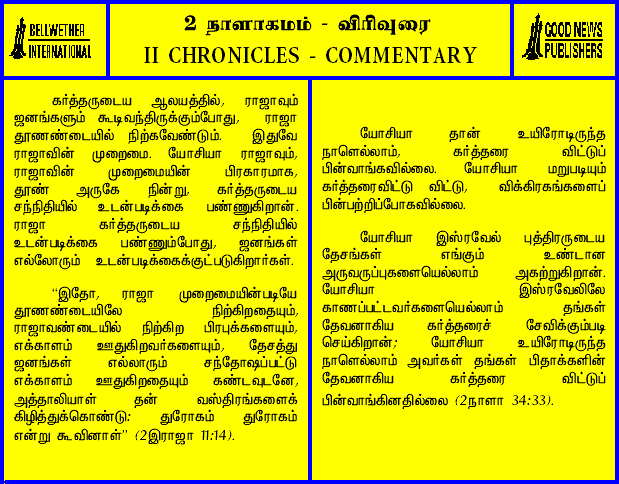 BELLWETHER
INTERNATIONAL
2 நாளாகமம் - விரிவுரை
II CHRONICLES - COMMENTARY
GOOD NEWS
PUBLISHERS
கர்த்தருடைய ஆலயத்தில், ராஜாவும்
ஜனங்களும் கூடிவந்திருக்கும்போது, ராஜா
தூணண்டையில் நிற்கவேண்டும். இதுவே
ராஜாவின் முறைமை. யோசியா ராஜாவும்,
ராஜாவின் முறைமையின் பிரகாரமாக,
தூண் அருகே நின்று, கர்த்தருடைய
சந்நிதியில் உடன்படிக்கை பண்ணுகிறான்.
ராஜா கர்த்தருடைய சந்நிதியில்
உடன்படிக்கை பண்ணும்போது, ஜனங்கள்
எல்லோரும் உடன்படிக்கைக்குட்படுகிறார்கள்.
“இதோ, ராஜா முறைமையின்படியே
தூணண்டையிலே நிற்கிறதையும்,
ராஜாவண்டையில் நிற்கிற பிரபுக்களையும்,
எக்காளம் ஊதுகிறவர்களையும், தேசத்து
ஜனங்கள் எல்லாரும் சந்தோஷப்பட்டு
எக்காளம் ஊதுகிறதையும் கண்டவுடனே,
அத்தாலியாள் தன் வஸ்திரங்களைக்
கிழித்துக்கொண்டு: துரோகம் துரோகம்
என்று கூவினாள்” (2இராஜா 11:14).
யோசியா தான் உயிரோடிருந்த
நாளெல்லாம், கர்த்தரை விட்டுப்
பின்வாங்கவில்லை. யோசியா மறுபடியும்
கர்த்தரைவிட்டு விட்டு, விக்கிரகங்களைப்
பின்பற்றிப்போகவில்லை.
யோசியா இஸ்ரவேல் புத்திரருடைய
தேசங்கள் எங்கும் உண்டான
அருவருப்புகளையெல்லாம் அகற்றுகிறான்.
யோசியா இஸ்ரவேலிலே
காணப்பட்டவர்களையெல்லாம் தங்கள்
தேவனாகிய கர்த்தரைச் சேவிக்கும்படி
செய்கிறான்; யோசியா உயிரோடிருந்த
நாளெல்லாம் அவர்கள் தங்கள் பிதாக்களின்
தேவனாகிய கர்த்தரை விட்டுப்
பின்வாங்கினதில்லை (2நாளா 34:33).